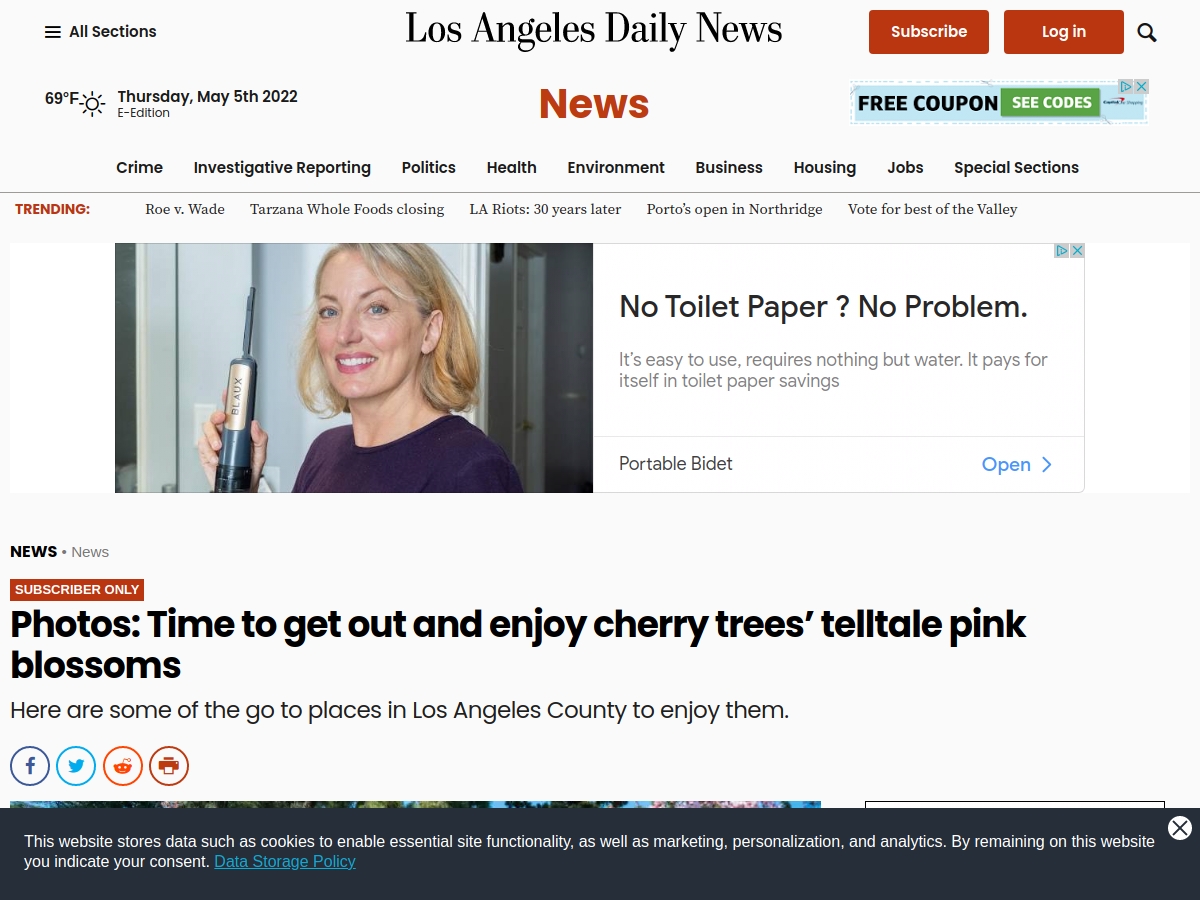 All Sections
Los Angeles Daily News
Subscribe
Log in
69°F
Thursday, May 5th 2022
E-Edition
News
FREE COUPON SEE CODES
Crime Investigative Reporting Politics Health Environment Business Housing Jobs Special Sections
TRENDING: Roe v. Wade Tarzana Whole Foods closing LA Riots: 30 years later Porto’s open in Northridge Vote for best of the Valley
BLAUX
No Toilet Paper ? No Problem.
It’s easy to use, requires nothing but water. It pays for
itself in toilet paper savings
Portable Bidet
Open
NEWS • News
SUBSCRIBER ONLY
Photos: Time to get out and enjoy cherry trees’ telltale pink
blossoms
Here are some of the go to places in Los Angeles County to enjoy them.
This website stores data such as cookies to enable essential site functionality, as well as marketing, personalization, and analytics. By remaining on this website
you indicate your consent. Data Storage Policy